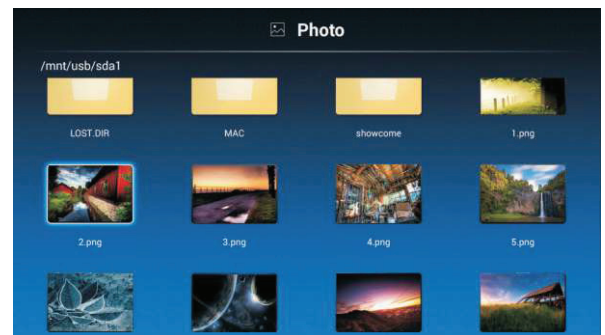 Photo
/mnt/usb/sda1
LOST.DIR
MAC
showcome
1.png
2.png
3.png
4.png
5.png